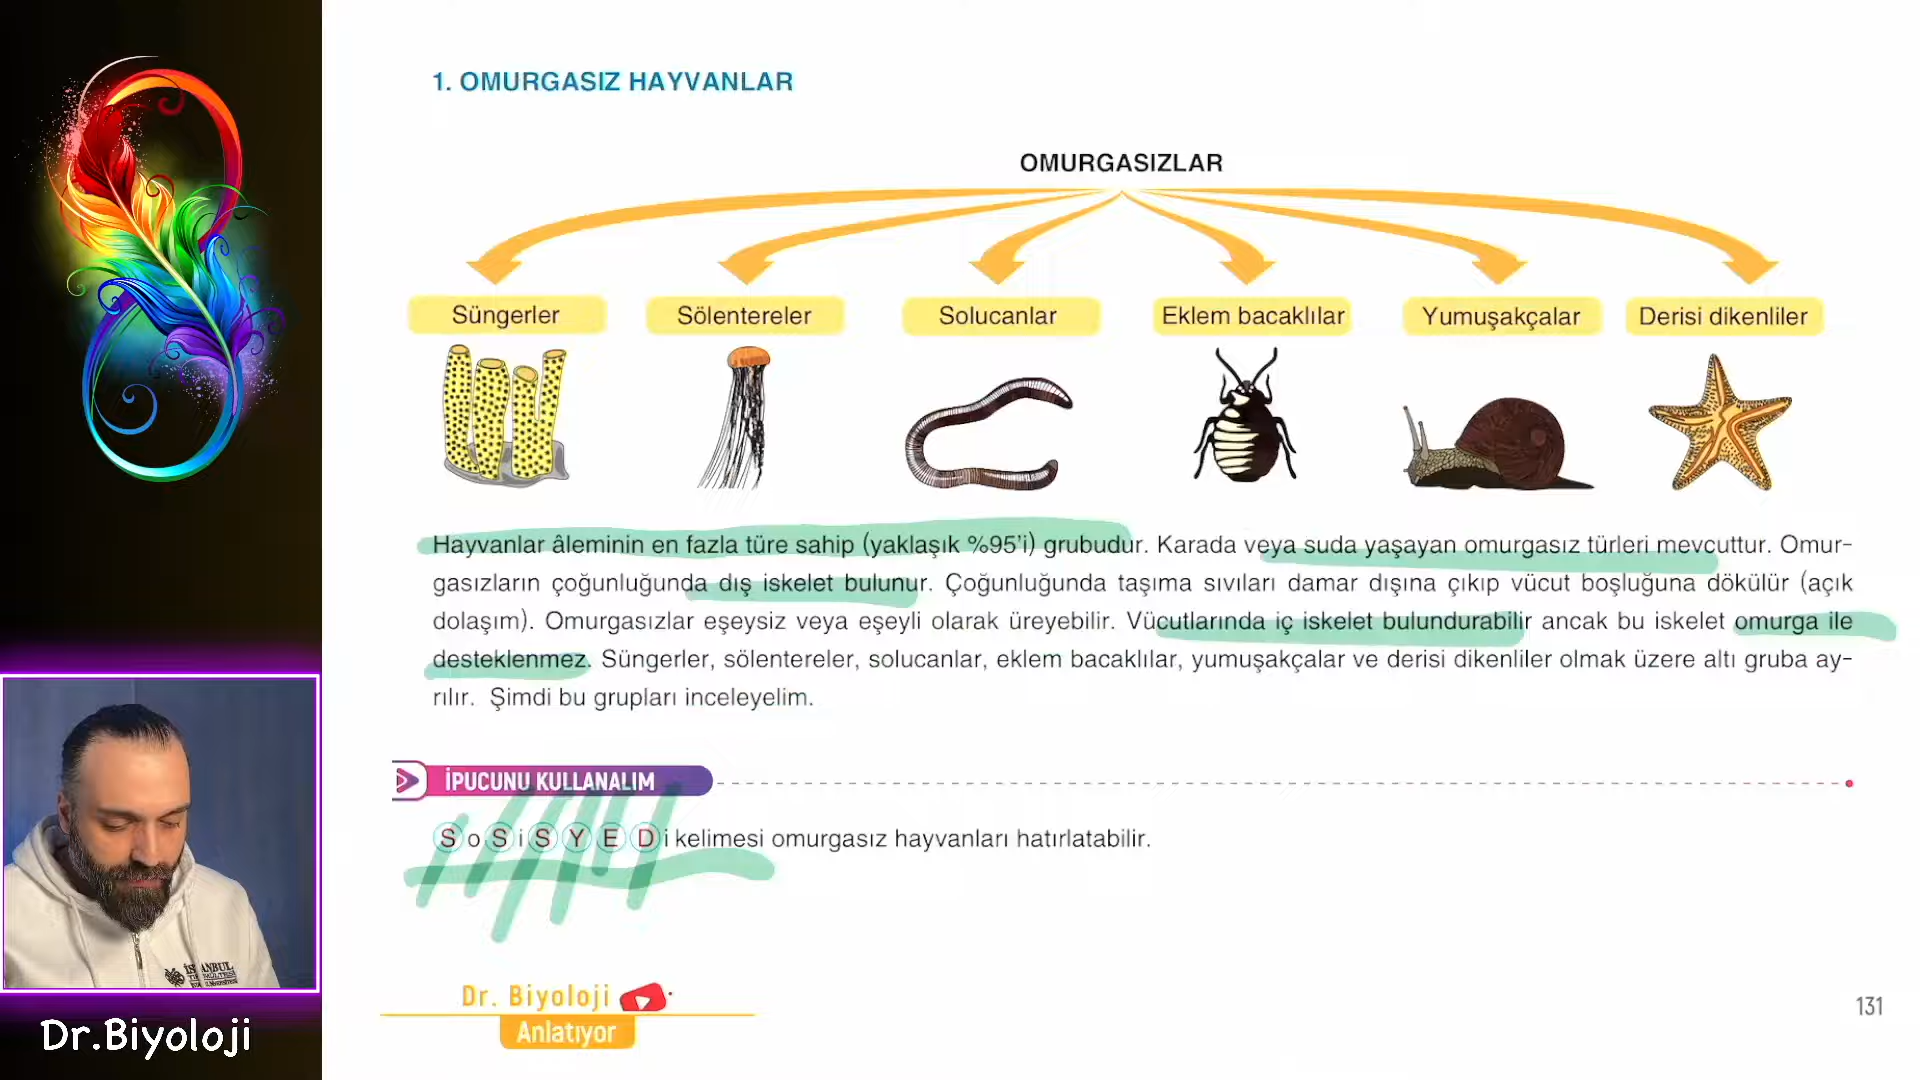 1. OMURGASIZ HAYVANLAR
OMURGASIZLAR
Süngerler
Sölentereler
Solucanlar
Eklem bacaklılar
Yumuşakçalar
Derisi dikenliler
Hayvanlar âleminin en fazla türe sahip (yaklaşık %95'i) grubudur. Karada veya suda yaşayan omurgasız türleri mevcuttur. Omur-
gasızların çoğunluğunda dış iskelet bulunur. Çoğunluğunda taşıma sıvıları damar dışına çıkıp vücut boşluğuna dökülür (açık
dolaşım). Omurgasızlar eşeysiz veya eşeyli olarak üreyebilir. Vücutlarında iç iskelet bulundurabilir ancak bu iskelet omurga ile
desteklenmez. Süngerler, sölentereler, solucanlar, eklem bacaklılar, yumuşakçalar ve derisi dikenliler olmak üzere altı gruba ay-
rılır. Şimdi bu grupları inceleyelim.
İPUCUNU KULLANALIM
SoSiSYEDi kelimesi omurgasız hayvanları hatırlatabilir.
Dr. Biyoloji
Anlatıyor
131
İSTANBUL
Dr.Biyoloji